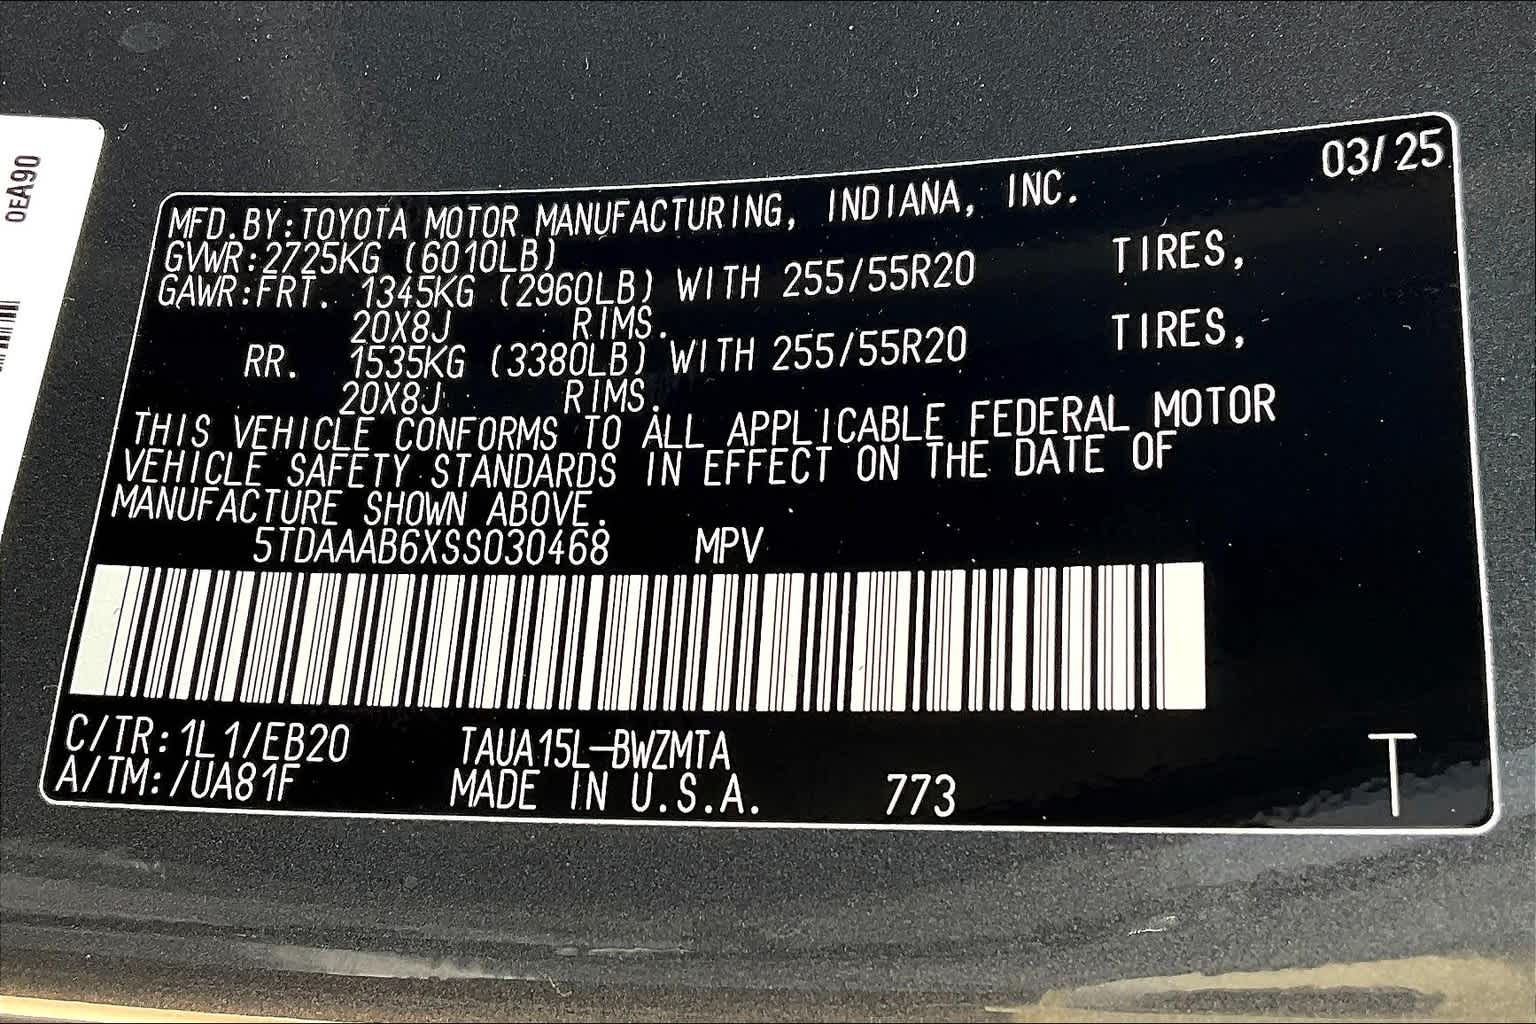 0EA90
03/25
MFD.BY:TOYOTA MOTOR MANUFACTURING, INDIANA, INC.
GVWR:2725KG (6010LB)
GAWR:FRT. 1345KG (2960LB) WITH 255/55R20 TIRES,
20X8J RIMS.
RR. 1535KG (3380LB) WITH 255/55R20 TIRES,
20X8J RIMS.
THIS VEHICLE CONFORMS TO ALL APPLICABLE FEDERAL MOTOR
VEHICLE SAFETY STANDARDS IN EFFECT ON THE DATE OF
MANUFACTURE SHOWN ABOVE.
5TDAAAB6XSS030468 MPV
C/TR:1L1/EB20 TAUA15L-BWZMTA
A/TM:/UA81F MADE IN U.S.A. 773 T